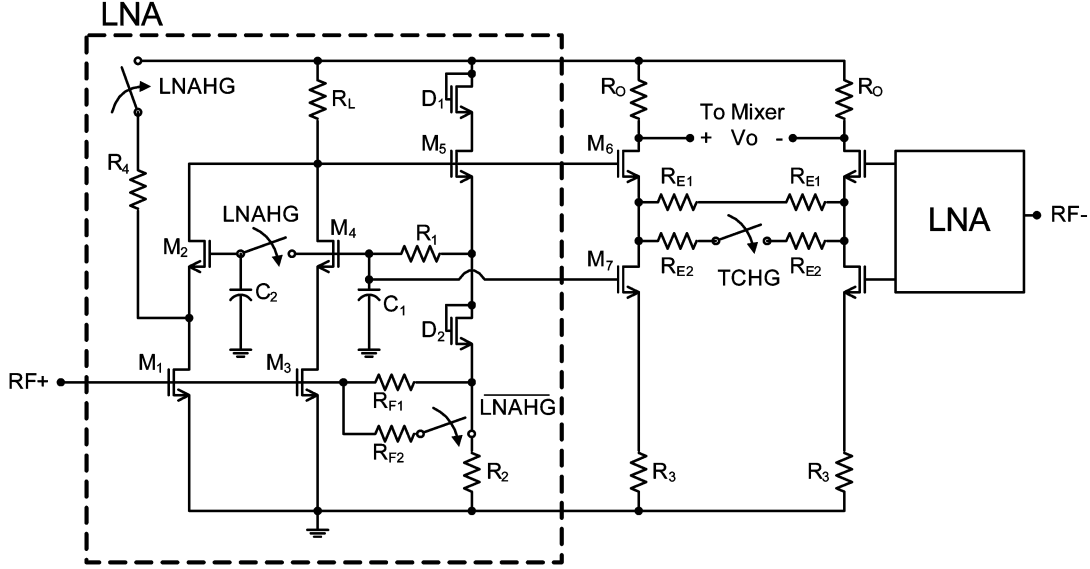 LNA
LNAHG
R4
RL
D1
M5
M6
RO
RO
To Mixer
+ Vo -
RE1
RE1
LNA
RF-
LNAHG
M2
M4
R1
C2
C1
M7
RE2
RE2
TCHG
D2
RF+
M1
M3
RF1
LNAHG
RF2
R2
R3
R3